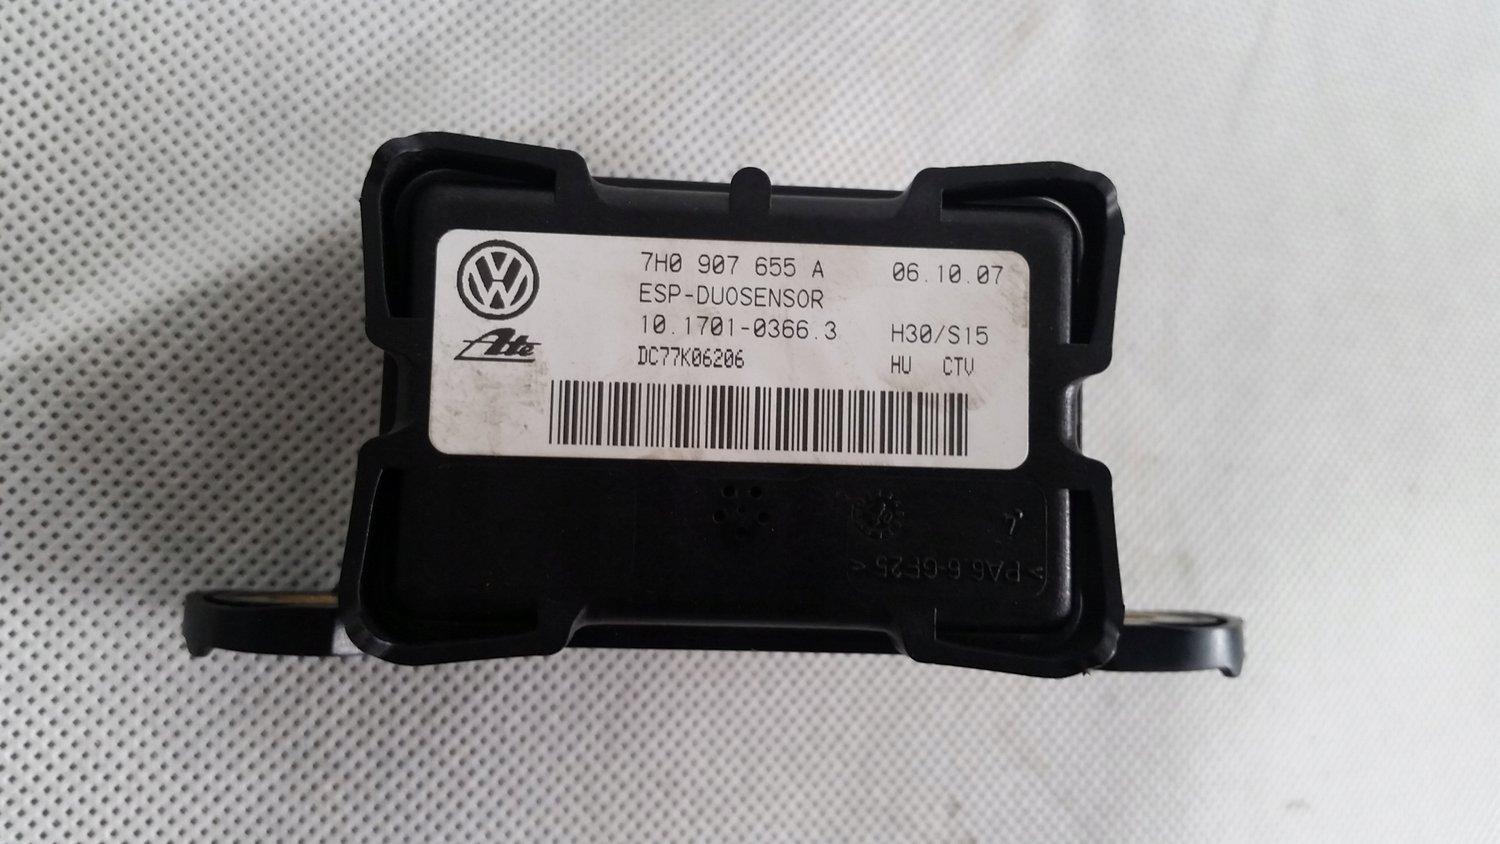 7H0 907 655 A 06.10.07
ESP-DUOSENSOR
10.1701-0366.3 H30/S15
Ate DC77K06206 HU CTV
>PA6.6-GF25<